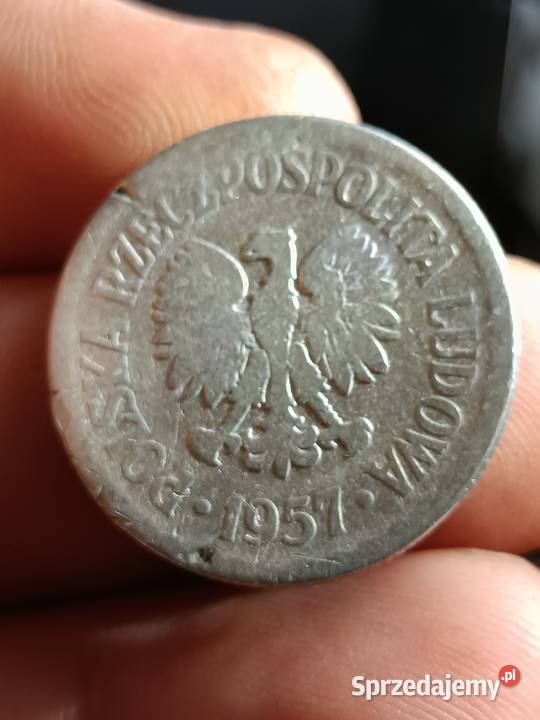 POLSKA RZECZPOSPOLITA LUDOWA
· 1957 ·
Sprzedajemy.pl